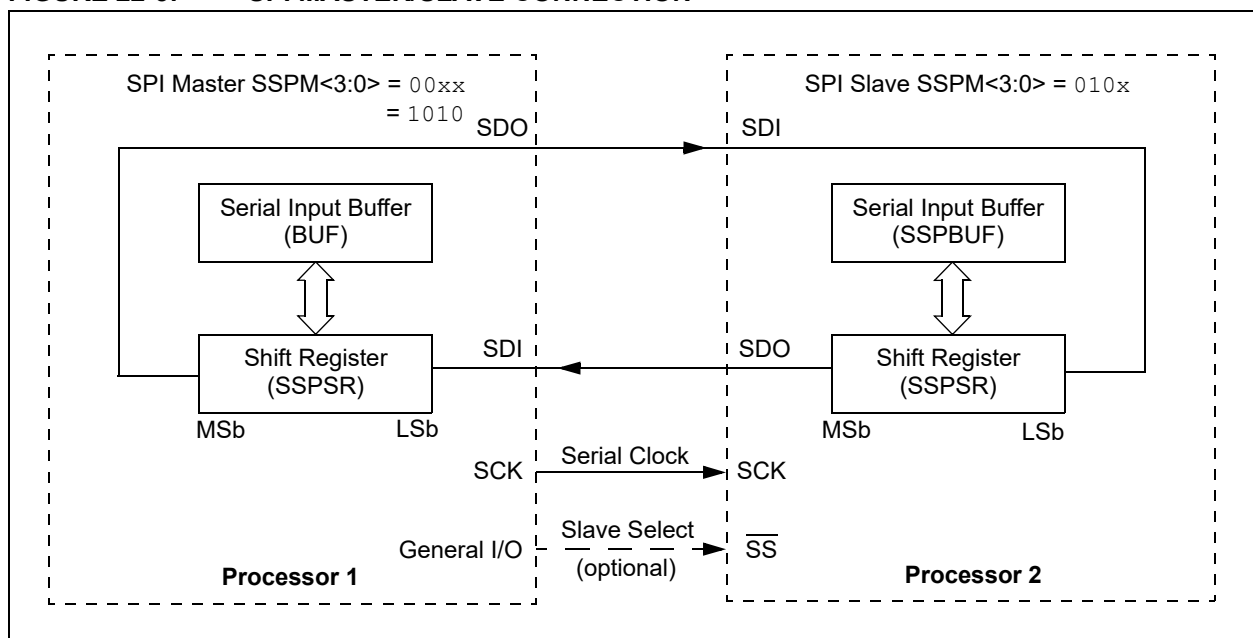 SPI Master SSPM<3:0> = 00xx
= 1010
SPI Slave SSPM<3:0> = 010x
SDO
SDI
Serial Input Buffer
(BUF)
Serial Input Buffer
(SSPBUF)
SDI
SDO
Shift Register
(SSPSR)
Shift Register
(SSPSR)
MSb
LSb
MSb
LSb
SCK
Serial Clock
SCK
General I/O
Slave Select
(optional)
SS
Processor 1
Processor 2